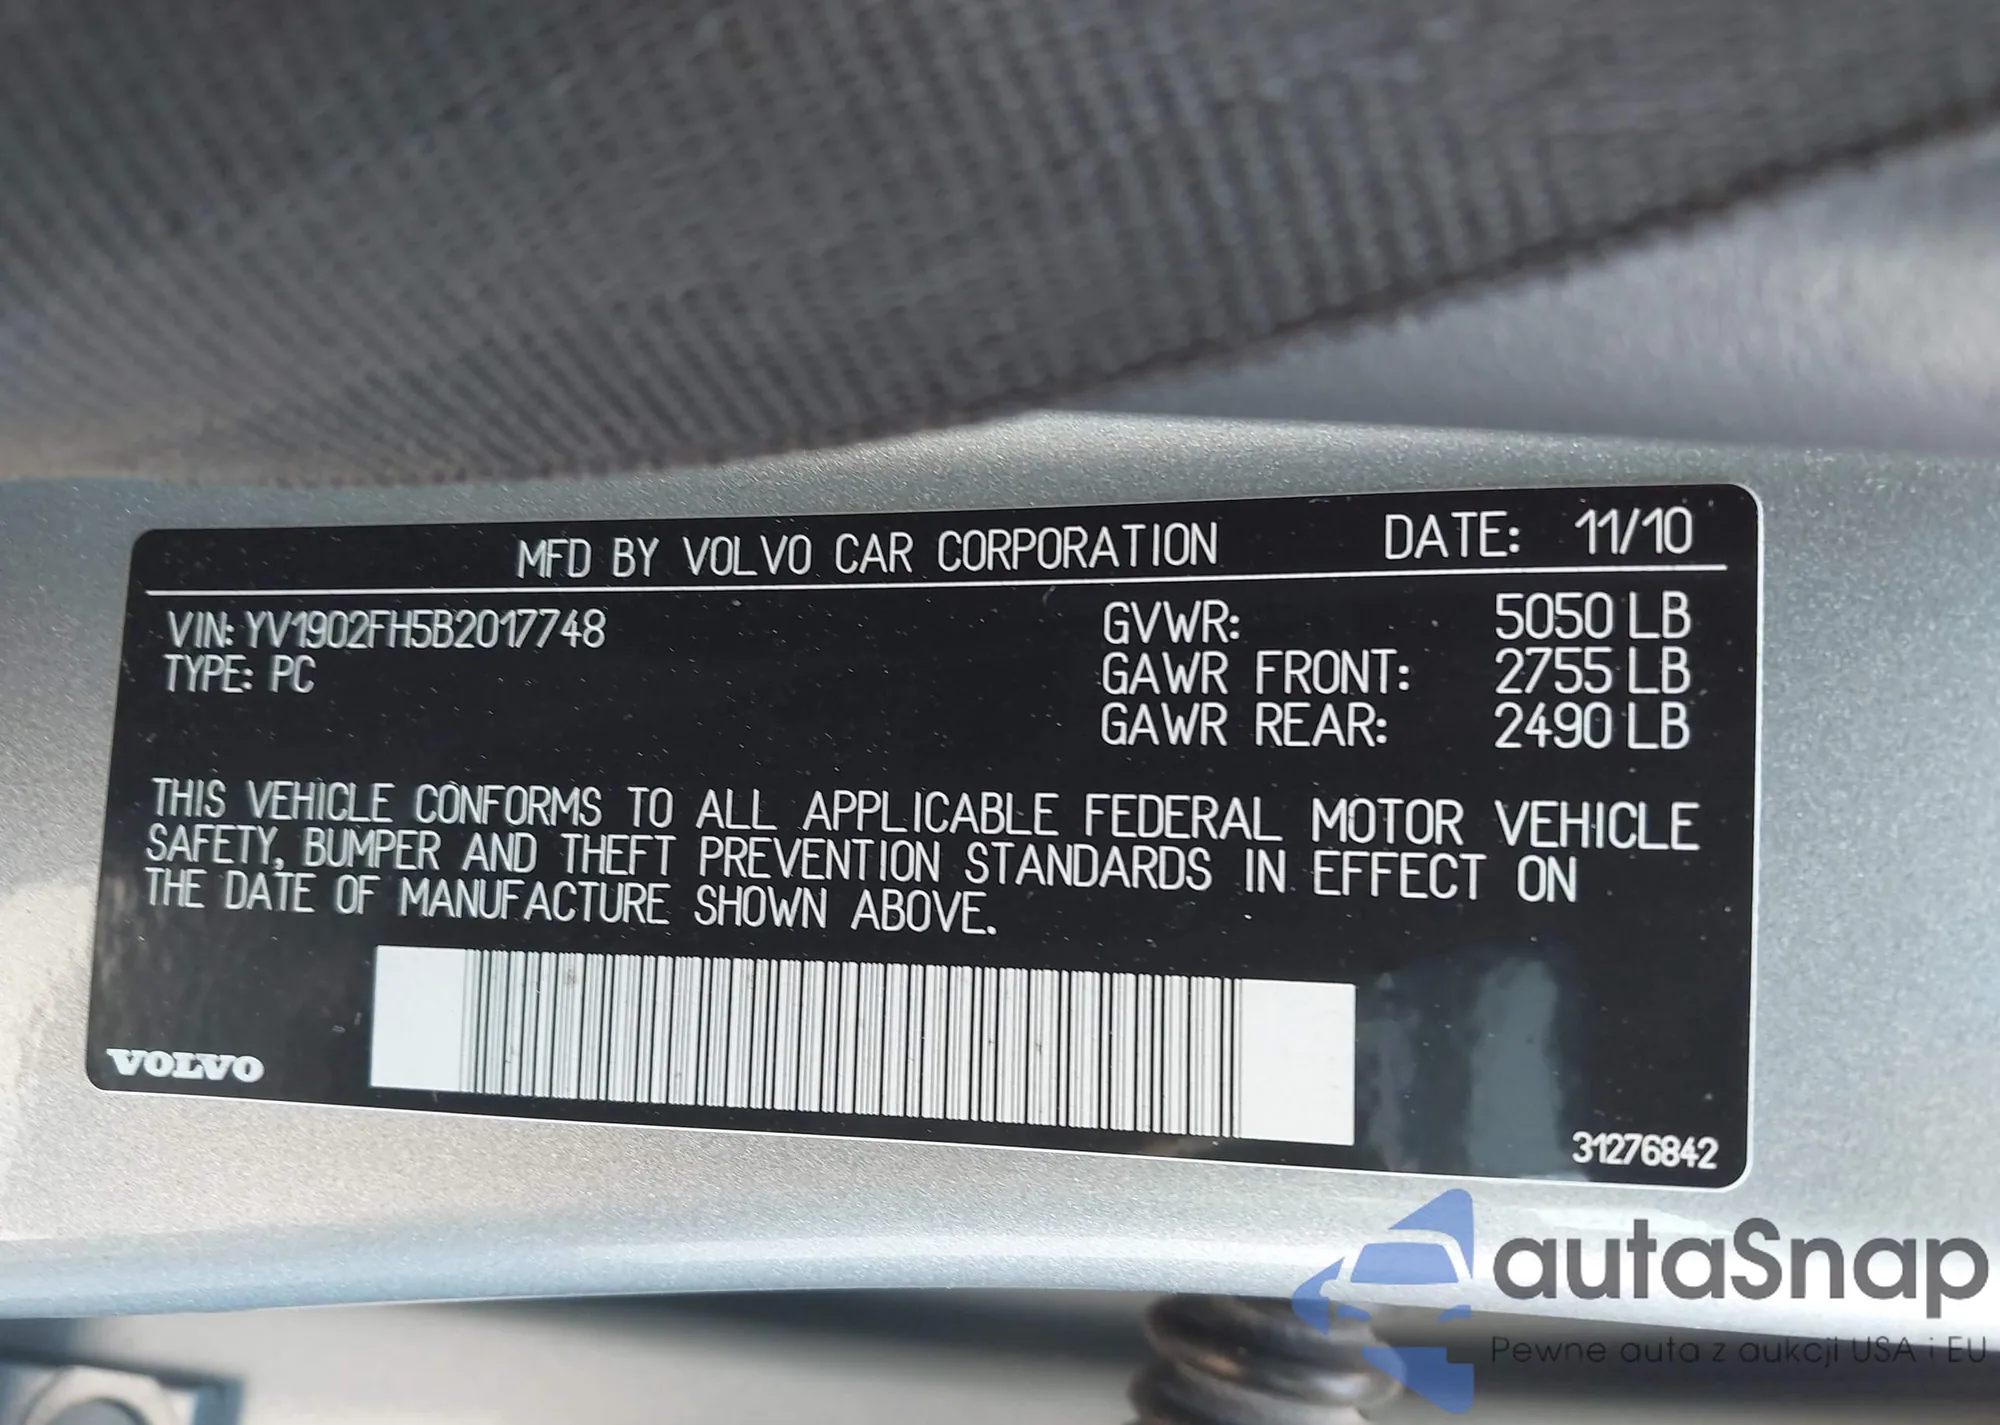 MFD BY VOLVO CAR CORPORATION DATE: 11/10
VIN: YV1902FH5B2017748 GVWR: 5050 LB
TYPE: PC GAWR FRONT: 2755 LB
GAWR REAR: 2490 LB
THIS VEHICLE CONFORMS TO ALL APPLICABLE FEDERAL MOTOR VEHICLE
SAFETY, BUMPER AND THEFT PREVENTION STANDARDS IN EFFECT ON
THE DATE OF MANUFACTURE SHOWN ABOVE.
VOLVO
31276842
autaSnap
Pewne auta z aukcji USA i EU